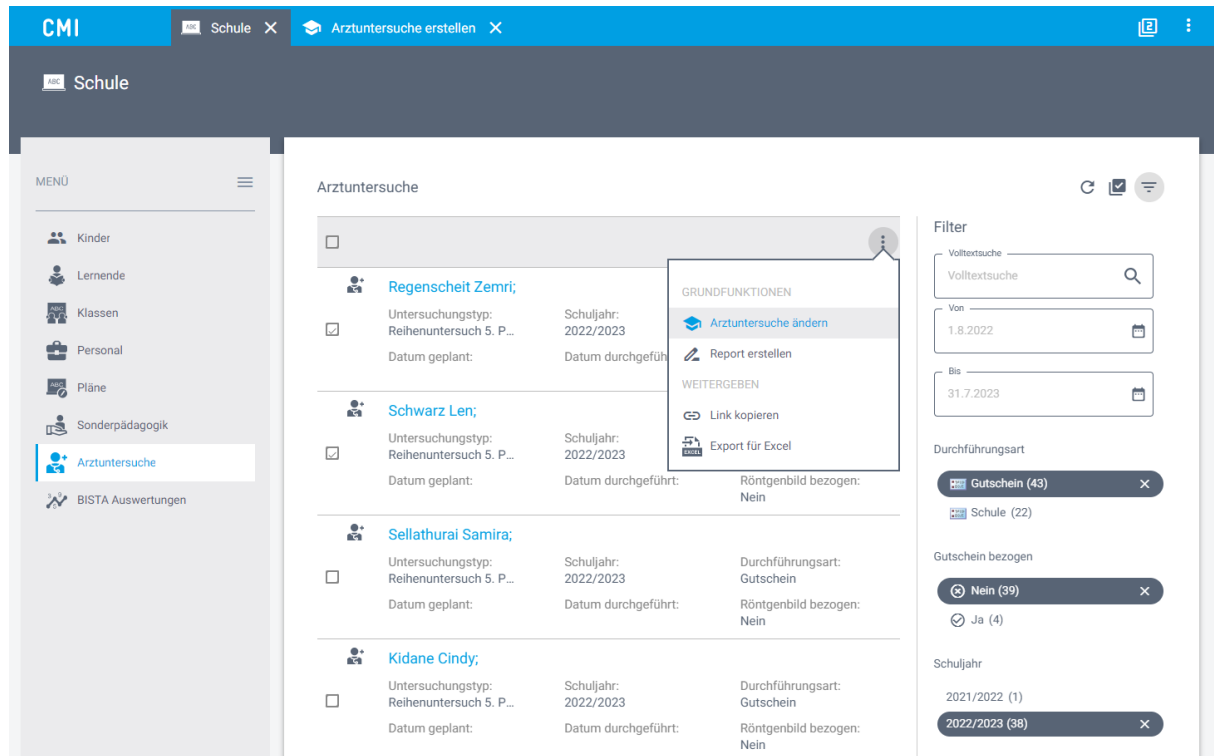 CMI
ABC Schule
Arztuntersuche erstellen
2
ABC Schule
MENÜ
Kinder
Lernende
Klassen
Personal
Pläne
Sonderpädagogik
Arztuntersuche
BISTA Auswertungen
Arztuntersuche
Regenscheit Zemri;
Untersuchungstyp: Schuljahr:
Reihenuntersuch 5. P... 2022/2023
Datum geplant: Datum durchgefüh
Schwarz Len;
Untersuchungstyp: Schuljahr:
Reihenuntersuch 5. P... 2022/2023
Datum geplant: Datum durchgeführt: Röntgenbild bezogen:
Nein
Sellathurai Samira;
Untersuchungstyp: Schuljahr: Durchführungsart:
Reihenuntersuch 5. P... 2022/2023 Gutschein
Datum geplant: Datum durchgeführt: Röntgenbild bezogen:
Nein
Kidane Cindy;
Untersuchungstyp: Schuljahr: Durchführungsart:
Reihenuntersuch 5. P... 2022/2023 Gutschein
Datum geplant: Datum durchgeführt: Röntgenbild bezogen:
Nein
GRUNDFUNKTIONEN
Arztuntersuche ändern
Report erstellen
WEITERGEBEN
Link kopieren
EXCEL Export für Excel
Filter
Volltextsuche
Volltextsuche
Von
1.8.2022
Bis
31.7.2023
Durchführungsart
Gutschein (43)
Schule (22)
Gutschein bezogen
Nein (39)
Ja (4)
Schuljahr
2021/2022 (1)
2022/2023 (38)